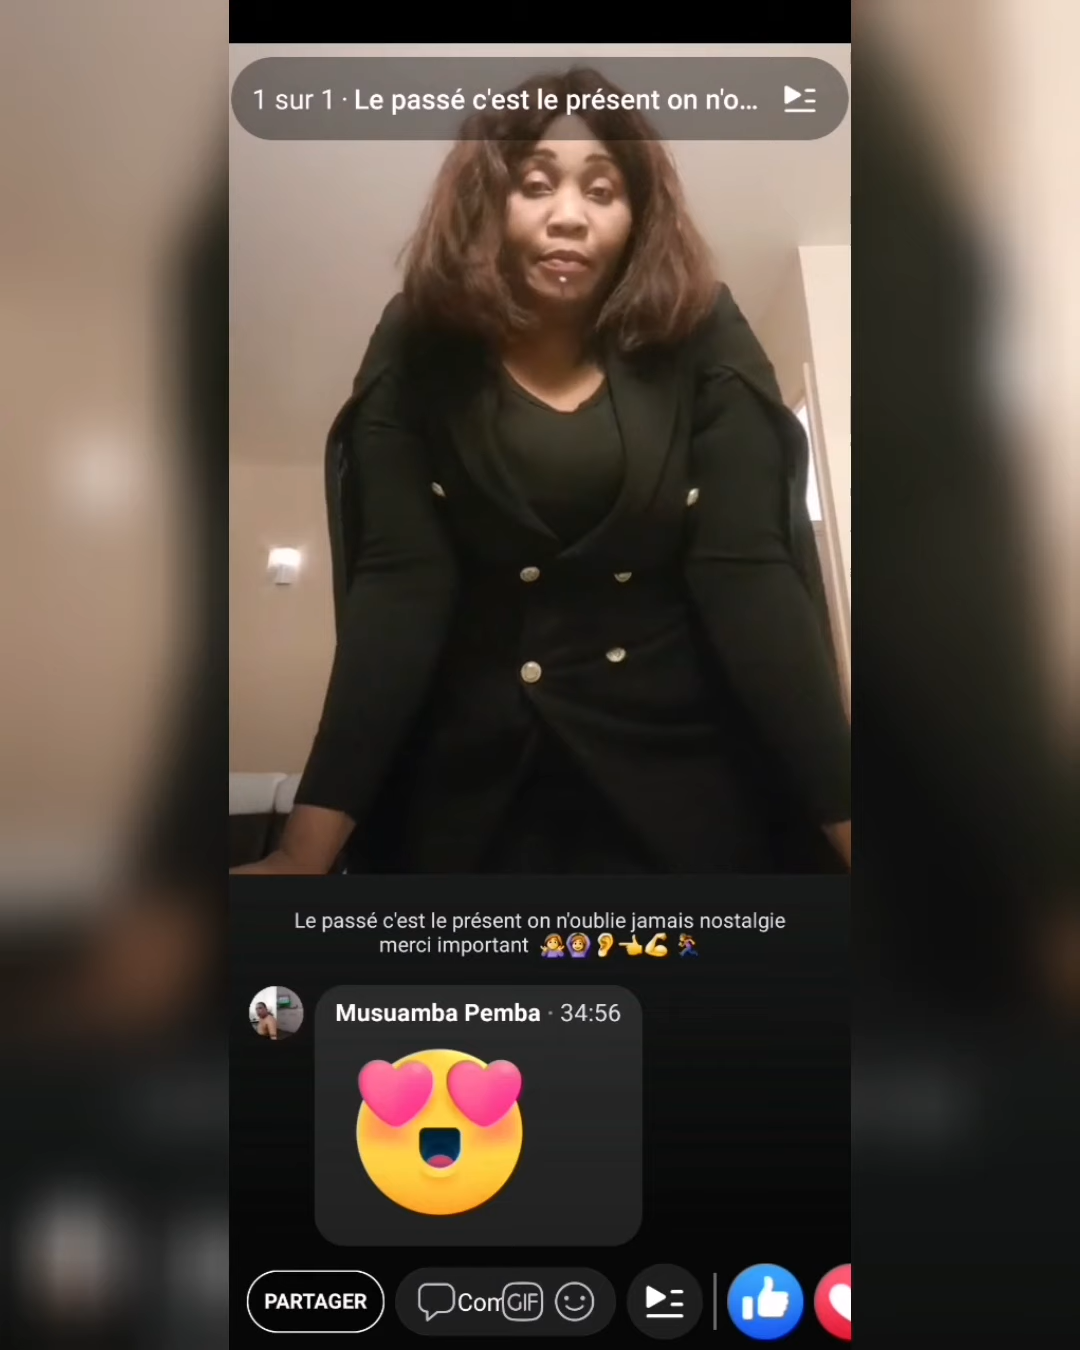 1 sur 1 · Le passé c'est le présent on n'o...
Le passé c'est le présent on n'oublie jamais nostalgie
merci important 🤷‍♀️🙆‍♀️👂👈💪🏃‍♀️
Musuamba Pemba · 34:56
PARTAGER
Com
GIF